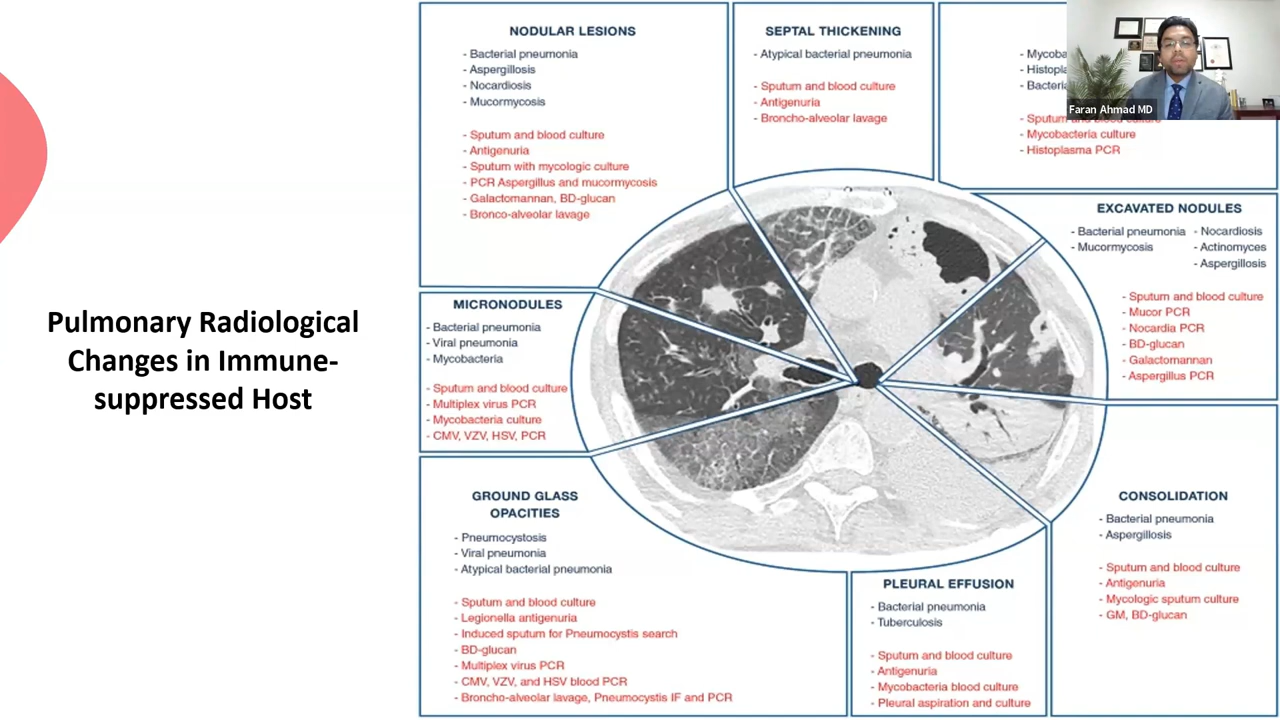 Pulmonary Radiological
Changes in Immune-
suppressed Host
NODULAR LESIONS
- Bacterial pneumonia
- Aspergillosis
- Nocardiosis
- Mucormycosis
- Sputum and blood culture
- Antigenuria
- Sputum with mycologic culture
- PCR Aspergillus and mucormycosis
- Galactomannan, BD-glucan
- Bronco-alveolar lavage
SEPTAL THICKENING
- Atypical bacterial pneumonia
- Sputum and blood culture
- Antigenuria
- Broncho-alveolar lavage
- Sputum and blood culture
- Mycobacteria culture
- Histoplasma PCR
Faran Ahmad MD
EXCAVATED NODULES
- Bacterial pneumonia
- Mucormycosis
- Nocardiosis
- Actinomyces
- Aspergillosis
- Sputum and blood culture
- Mucor PCR
- Nocardia PCR
- BD-glucan
- Galactomannan
- Aspergillus PCR
MICRONODULES
- Bacterial pneumonia
- Viral pneumonia
- Mycobacteria
- Sputum and blood culture
- Multiplex virus PCR
- Mycobacteria culture
- CMV, VZV, HSV, PCR
GROUND GLASS
OPACITIES
- Pneumocystosis
- Viral pneumonia
- Atypical bacterial pneumonia
- Sputum and blood culture
- Legionella antigenuria
- Induced sputum for Pneumocystis search
- BD-glucan
- Multiplex virus PCR
- CMV, VZV, and HSV blood PCR
- Broncho-alveolar lavage, Pneumocystis IF and PCR
PLEURAL EFFUSION
- Bacterial pneumonia
- Tuberculosis
- Sputum and blood culture
- Antigenuria
- Mycobacteria blood culture
- Pleural aspiration and culture
CONSOLIDATION
- Bacterial pneumonia
- Aspergillosis
- Sputum and blood culture
- Antigenuria
- Mycologic sputum culture
- GM, BD-glucan